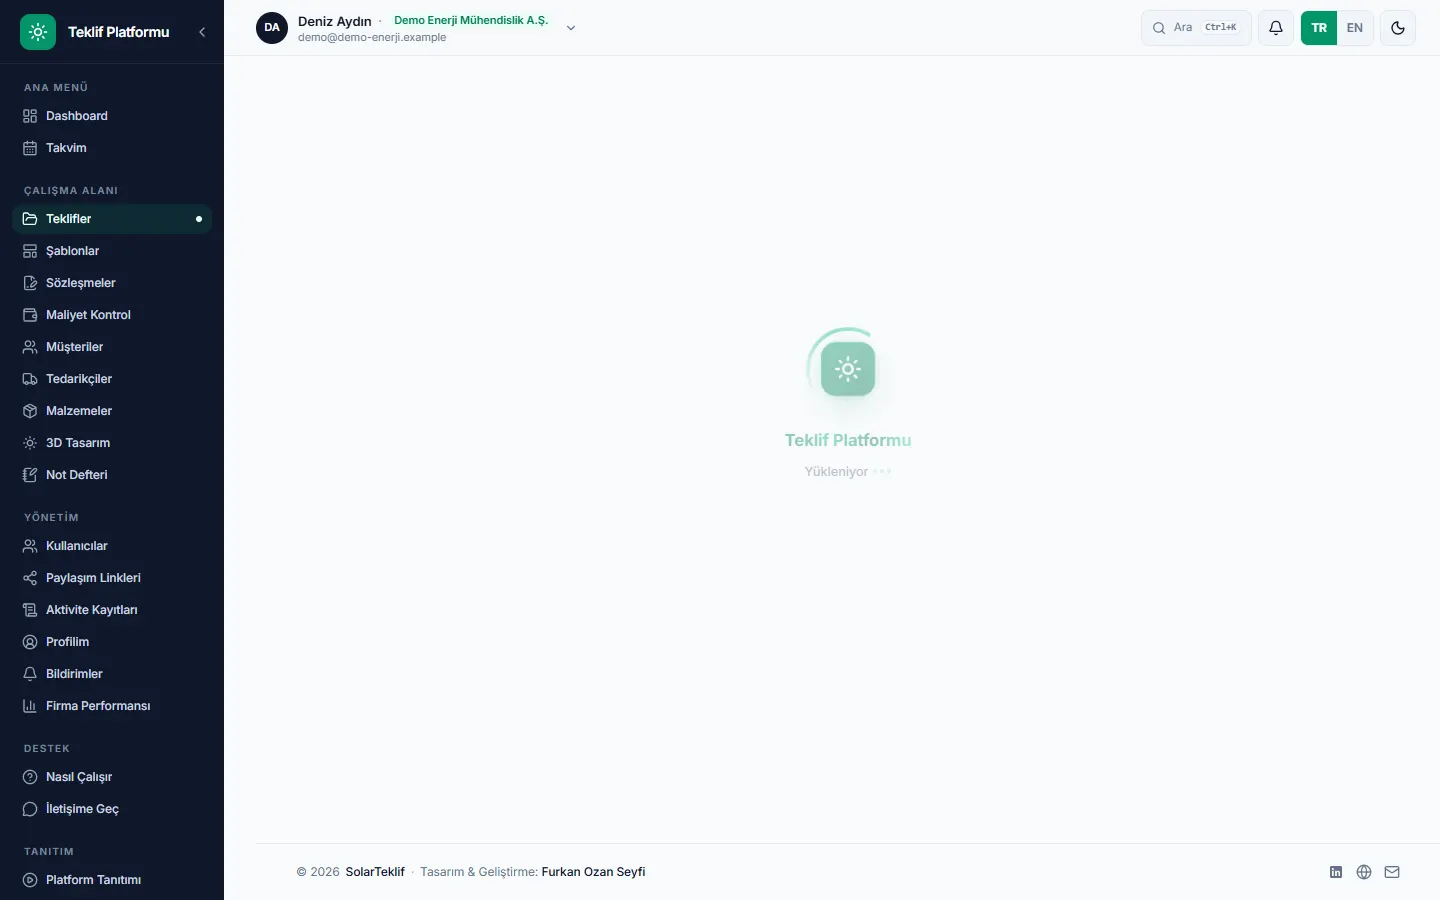 Teklif Platformu
ANA MENÜ
Dashboard
Takvim
ÇALIŞMA ALANI
Teklifler
Şablonlar
Sözleşmeler
Maliyet Kontrol
Müşteriler
Tedarikçiler
Malzemeler
3D Tasarım
Not Defteri
YÖNETİM
Kullanıcılar
Paylaşım Linkleri
Aktivite Kayıtları
Profilim
Bildirimler
Firma Performansı
DESTEK
Nasıl Çalışır
İletişime Geç
TANITIM
Platform Tanıtımı
DA Deniz Aydın · Demo Enerji Mühendislik A.Ş.
demo@demo-enerji.example
Ara Ctrl+K TR EN
Teklif Platformu
Yükleniyor
© 2026 SolarTeklif · Tasarım & Geliştirme: Furkan Ozan Seyfi